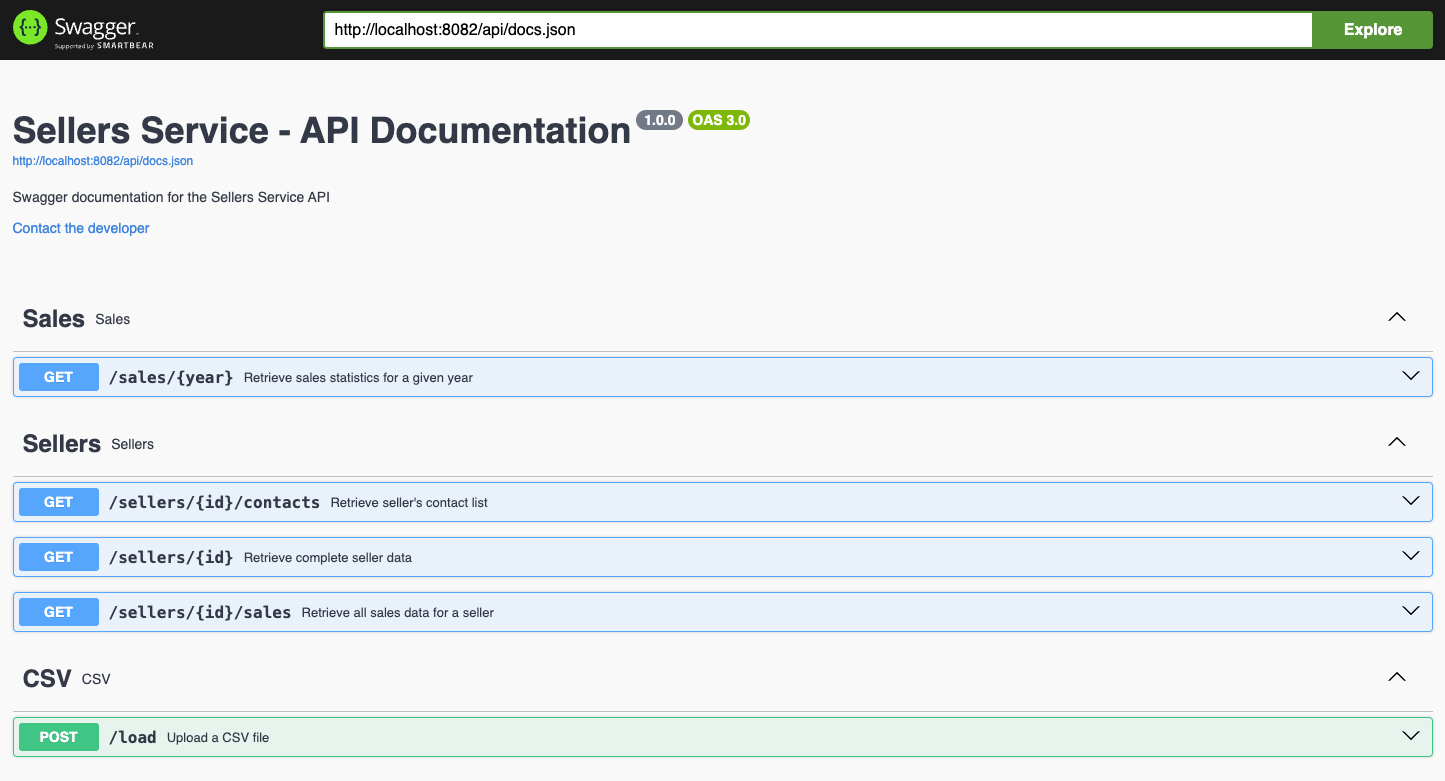 Swagger.
Supported by SMARTBEAR
http://localhost:8082/api/docs.json
Explore
Sellers Service - API Documentation 1.0.0 OAS 3.0
http://localhost:8082/api/docs.json
Swagger documentation for the Sellers Service API
Contact the developer
Sales Sales
GET /sales/{year} Retrieve sales statistics for a given year
Sellers Sellers
GET /sellers/{id}/contacts Retrieve seller's contact list
GET /sellers/{id} Retrieve complete seller data
GET /sellers/{id}/sales Retrieve all sales data for a seller
CSV CSV
POST /load Upload a CSV file